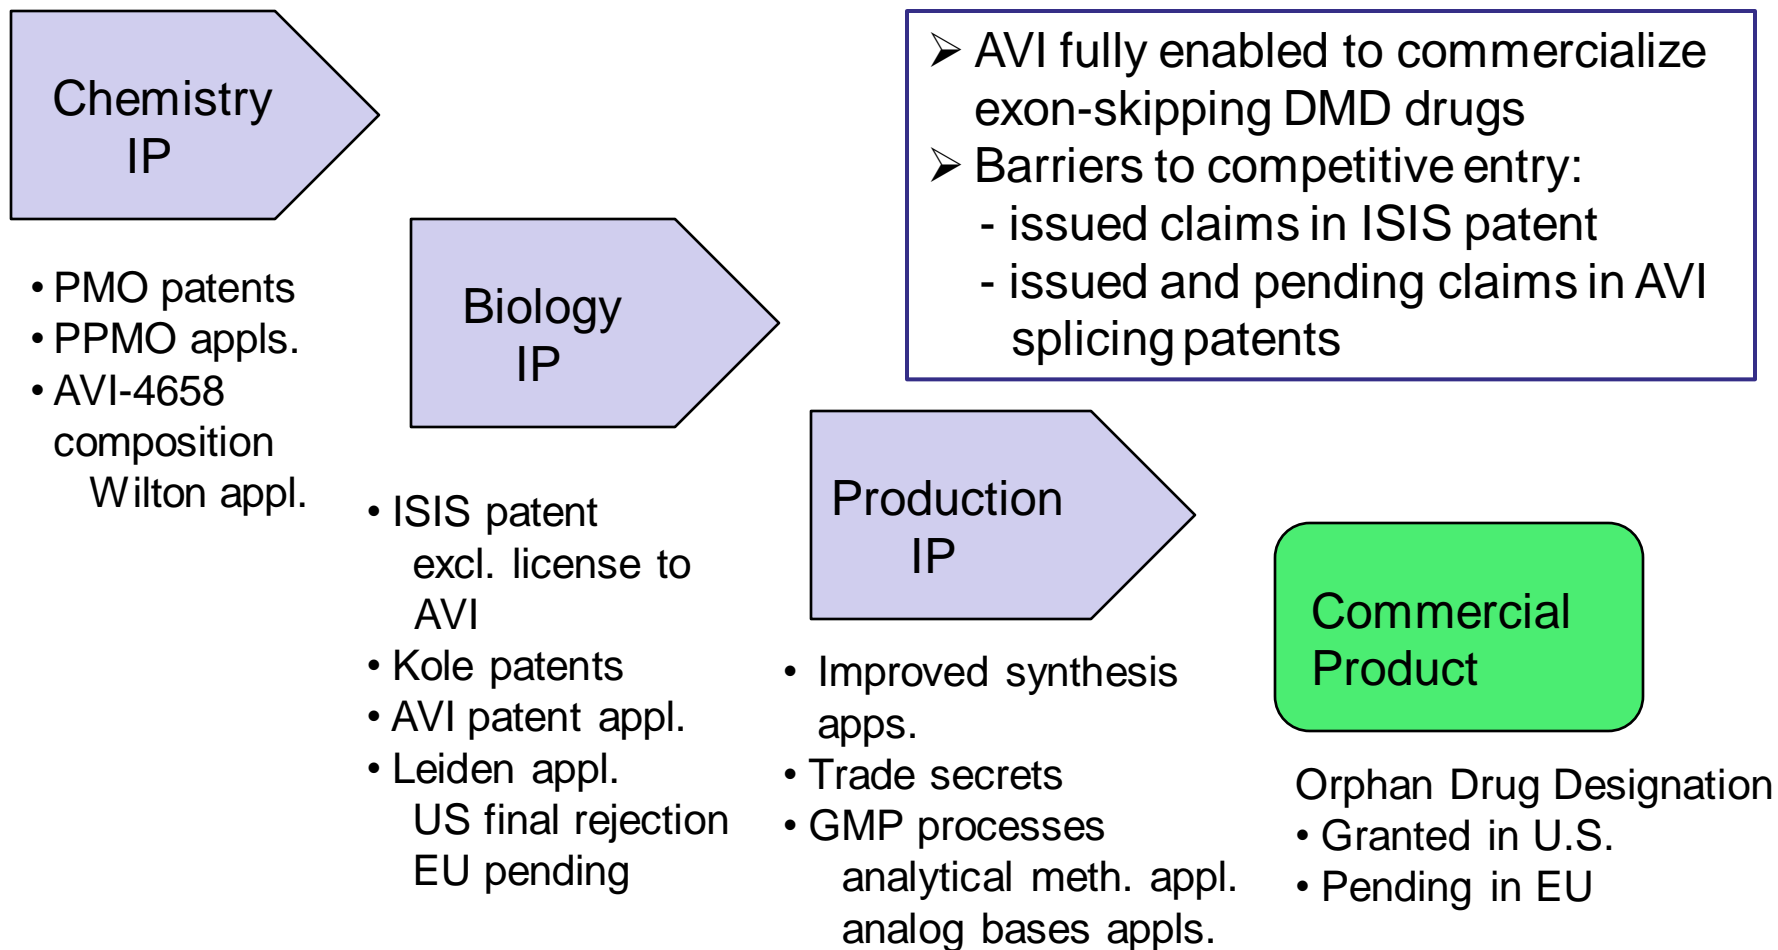 Chemistry
IP
• PMO patents
• PPMO appls.
• AVI-4658
composition
Wilton appl.
Biology
IP
• ISIS patent
excl. license to
AVI
• Kole patents
• AVI patent appl.
• Leiden appl.
US final rejection
EU pending
Production
IP
• Improved synthesis
apps.
• Trade secrets
• GMP processes
analytical meth. appl.
analog bases appls.
➢ AVI fully enabled to commercialize
exon-skipping DMD drugs
➢ Barriers to competitive entry:
- issued claims in ISIS patent
- issued and pending claims in AVI
splicing patents
Commercial
Product
Orphan Drug Designation
• Granted in U.S.
• Pending in EU